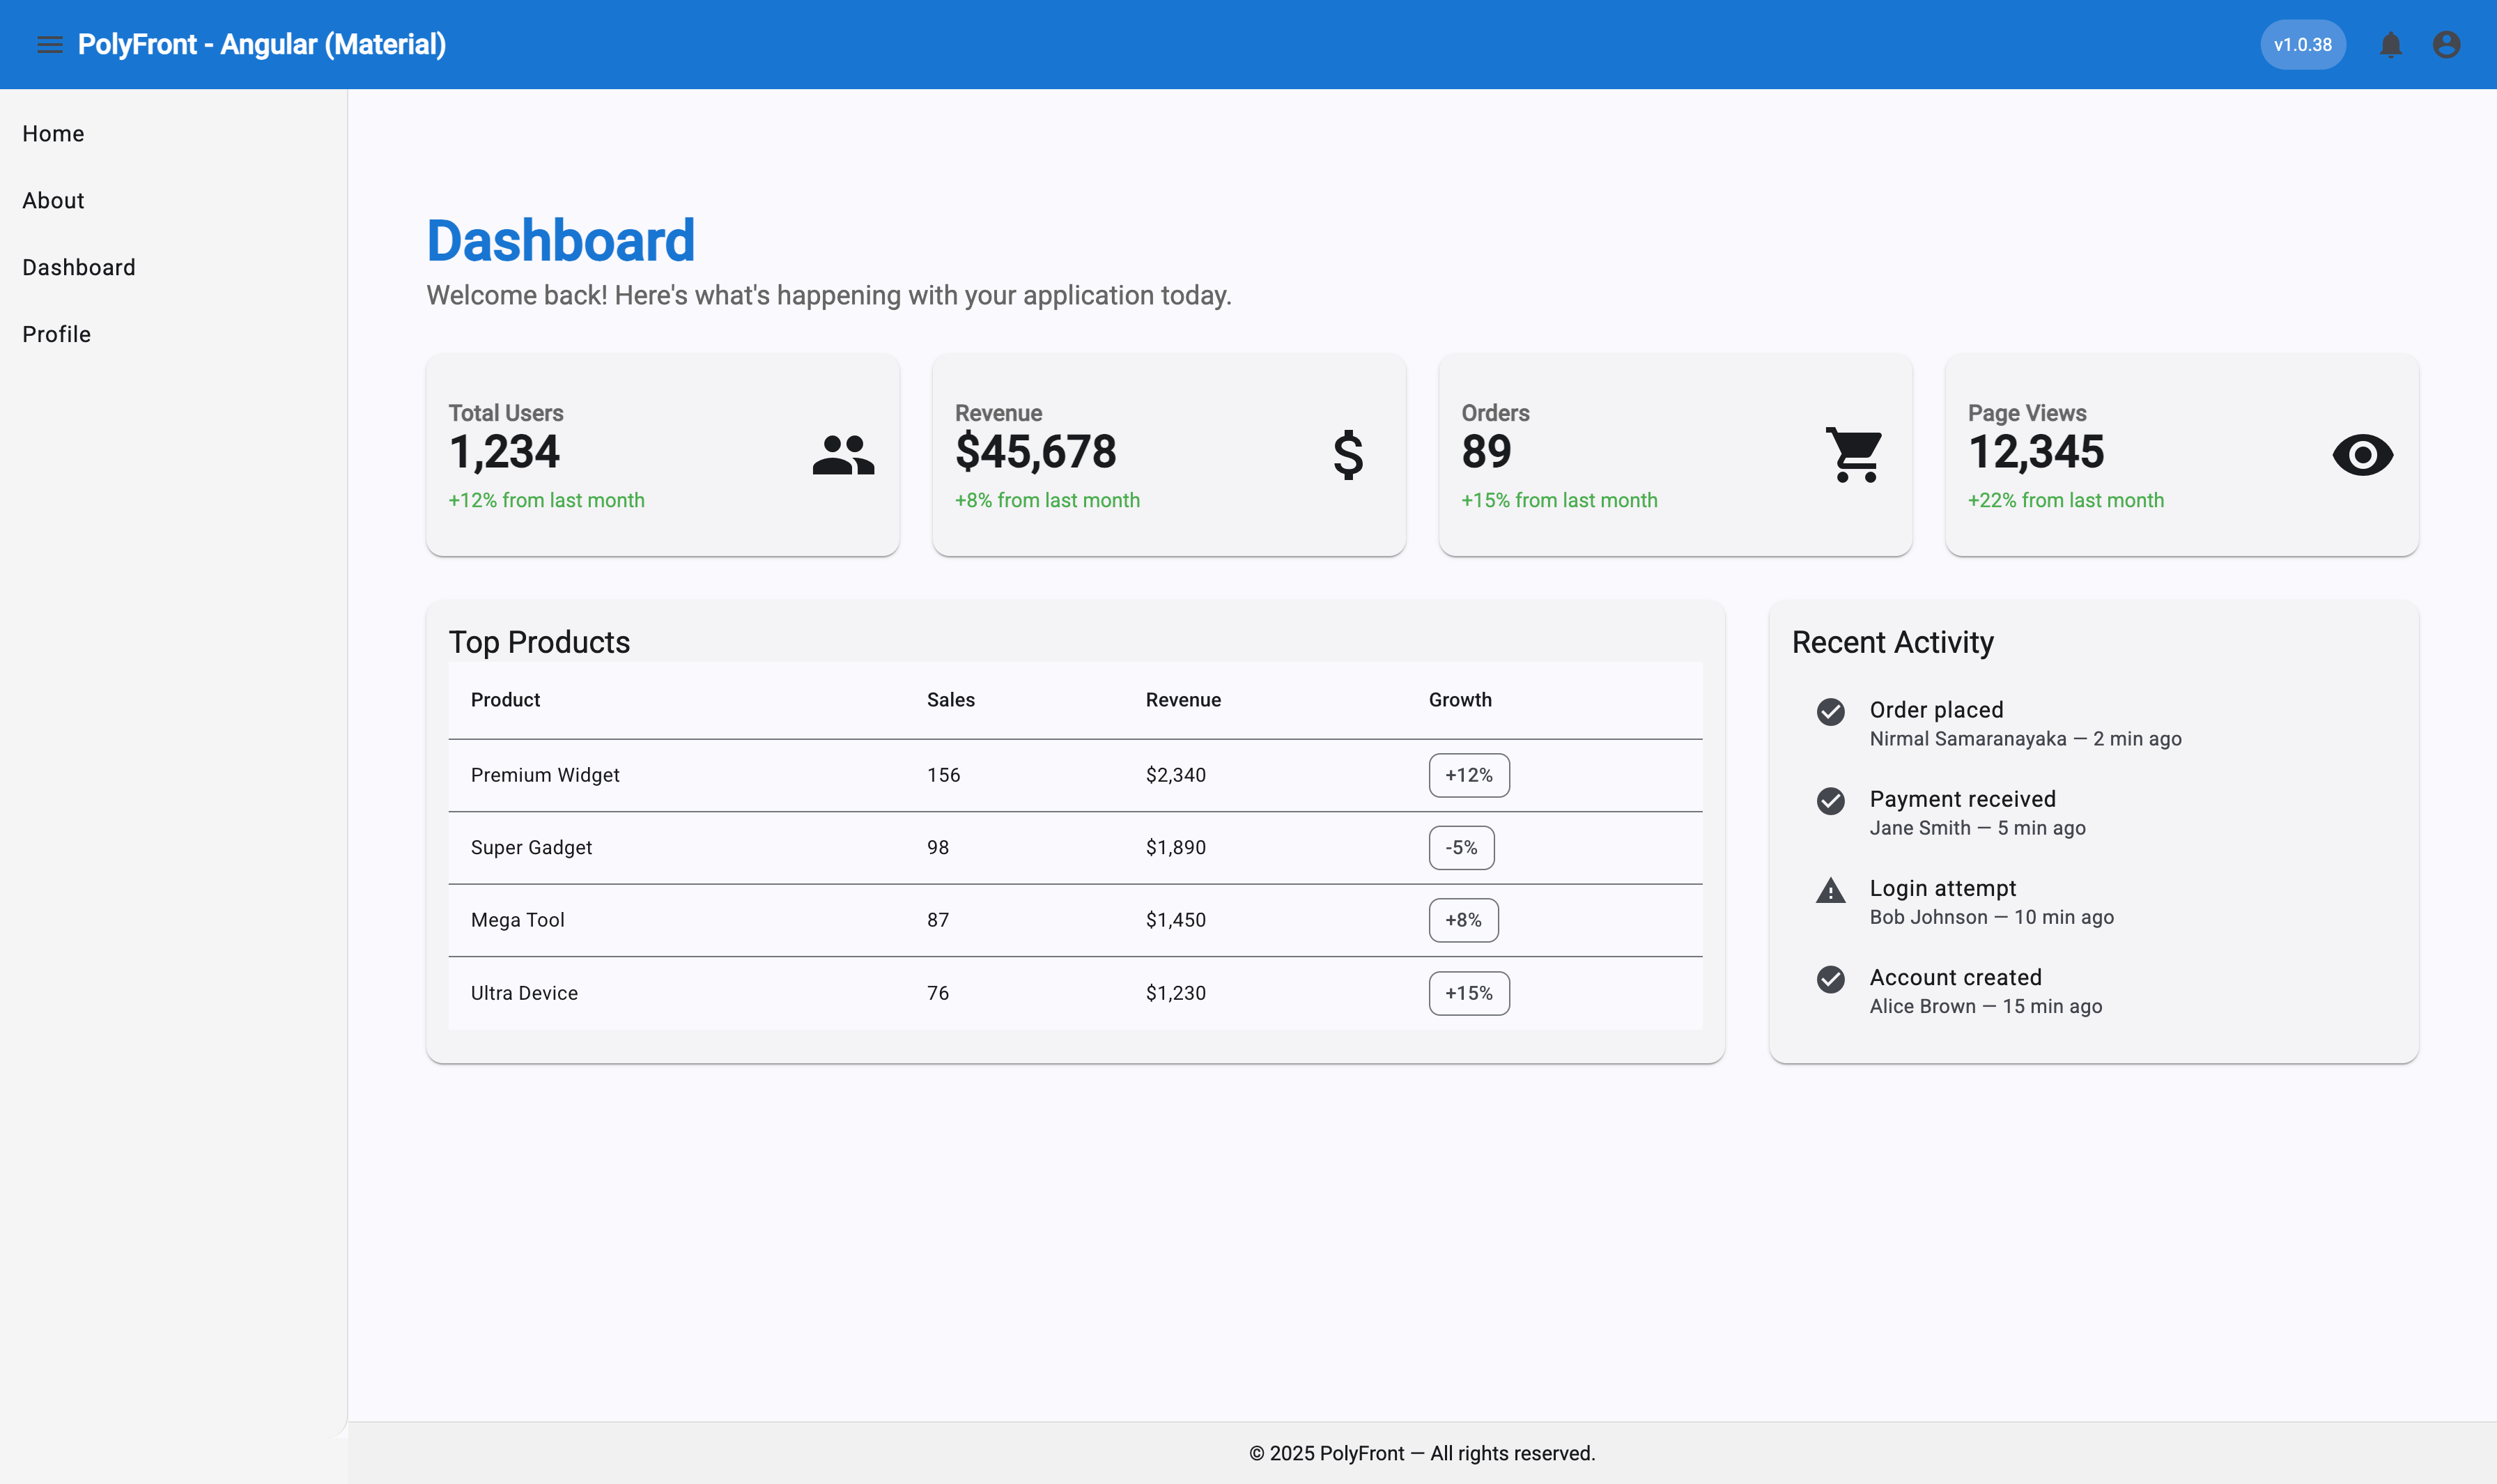 PolyFront - Angular (Material)
v1.0.38
Home
About
Dashboard
Profile
Dashboard
Welcome back! Here's what's happening with your application today.
Total Users
1,234
+12% from last month
Revenue
$45,678
+8% from last month
Orders
89
+15% from last month
Page Views
12,345
+22% from last month
Top Products
Product Sales Revenue Growth
Premium Widget 156 $2,340 +12%
Super Gadget 98 $1,890 -5%
Mega Tool 87 $1,450 +8%
Ultra Device 76 $1,230 +15%
Recent Activity
Order placed
Nirmal Samaranayaka — 2 min ago
Payment received
Jane Smith — 5 min ago
Login attempt
Bob Johnson — 10 min ago
Account created
Alice Brown — 15 min ago
© 2025 PolyFront — All rights reserved.